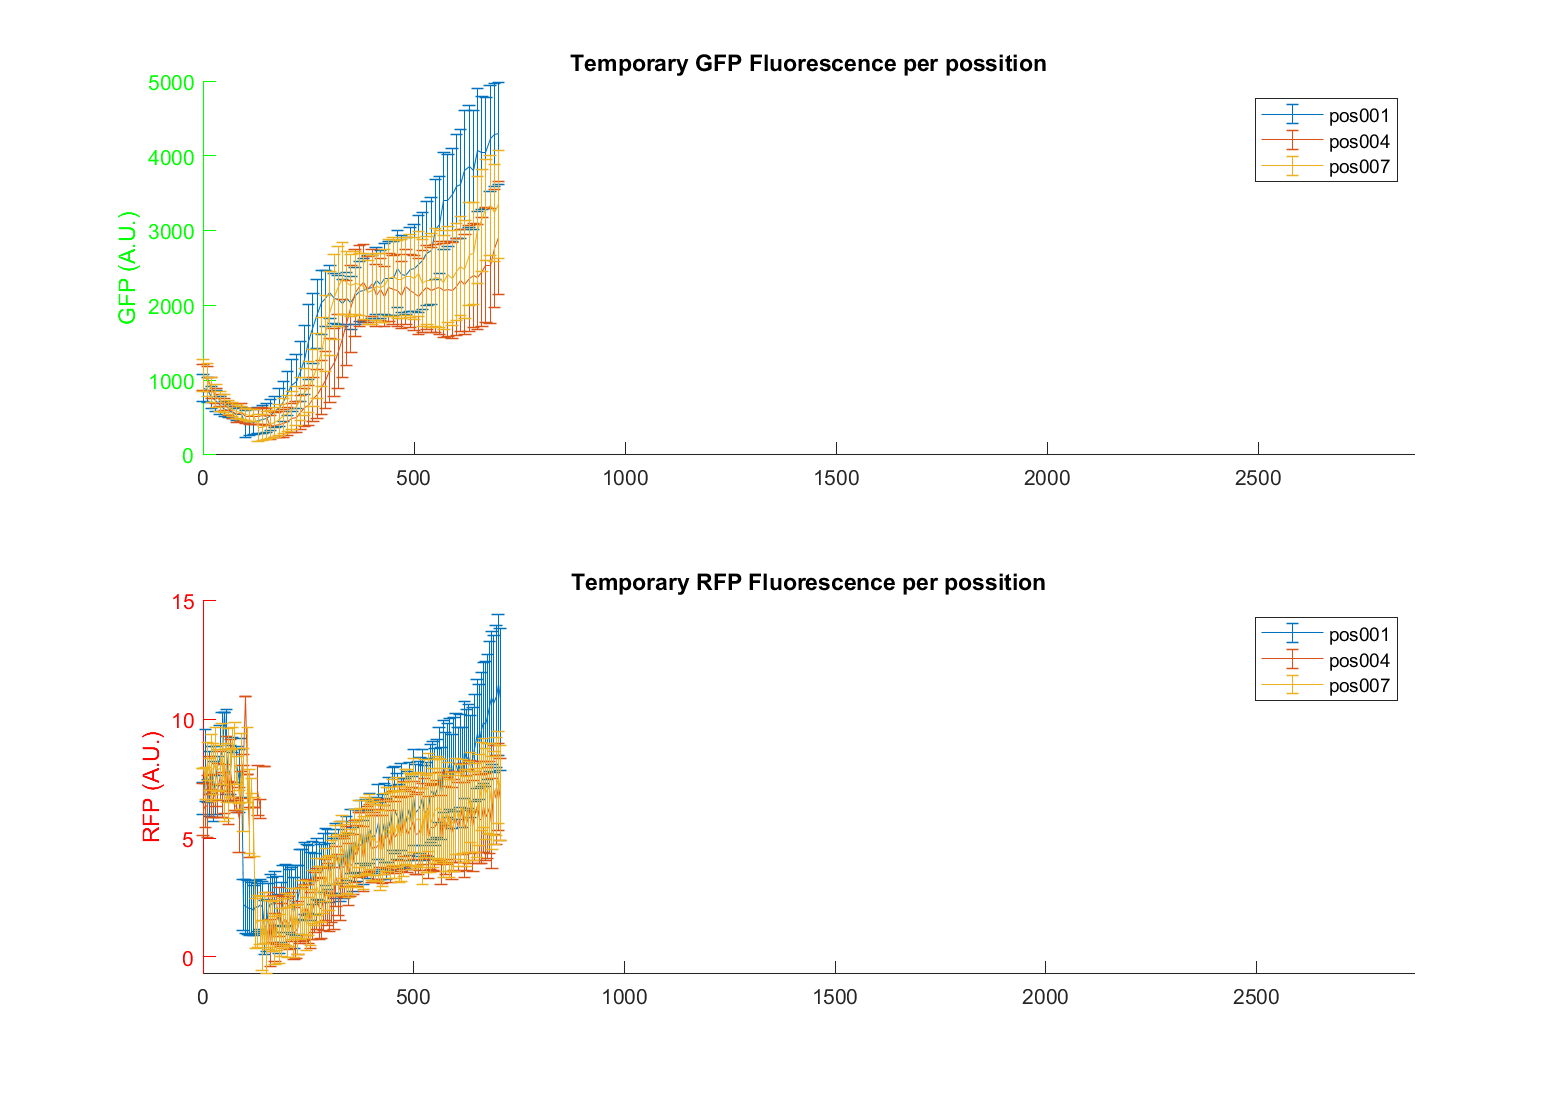 Temporary GFP Fluorescence per possition
5000
4000
3000
2000
1000
0
GFP (A.U.)
pos001
pos004
pos007
0 500 1000 1500 2000 2500
Temporary RFP Fluorescence per possition
15
10
5
0
RFP (A.U.)
pos001
pos004
pos007
0 500 1000 1500 2000 2500